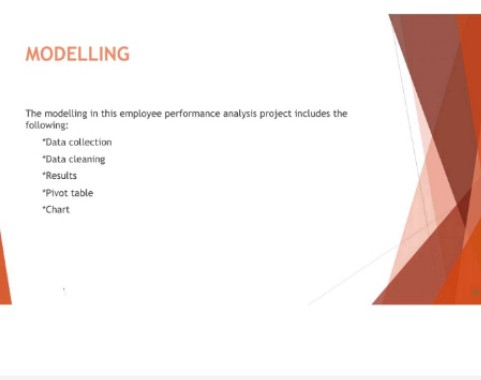 MODELLING
The modelling in this employee performance analysis project includes the
following:
*Data collection
*Data cleaning
*Results
*Pivot table
*Chart